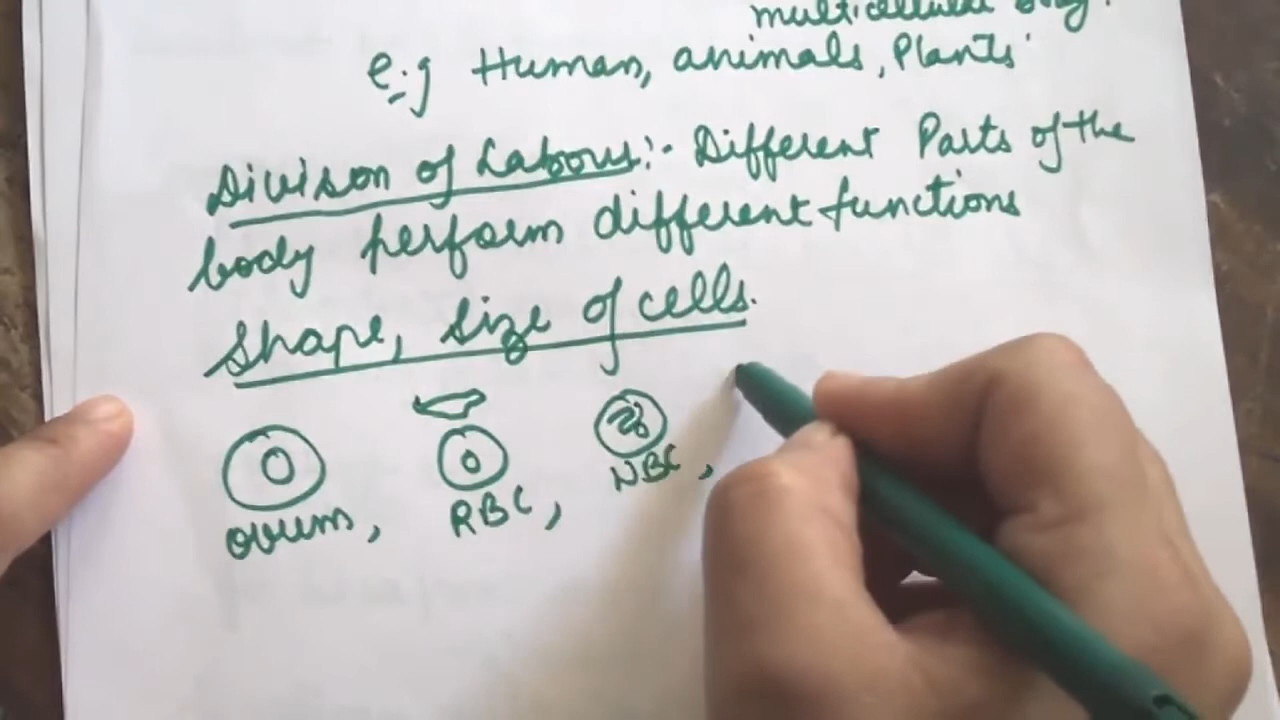 multicellular
e.g Human, animals, Plants
Divison of Labour:- Different Parts of the
body perform different functions
Shape, Size of cells.
ovum, RBC, WBC,